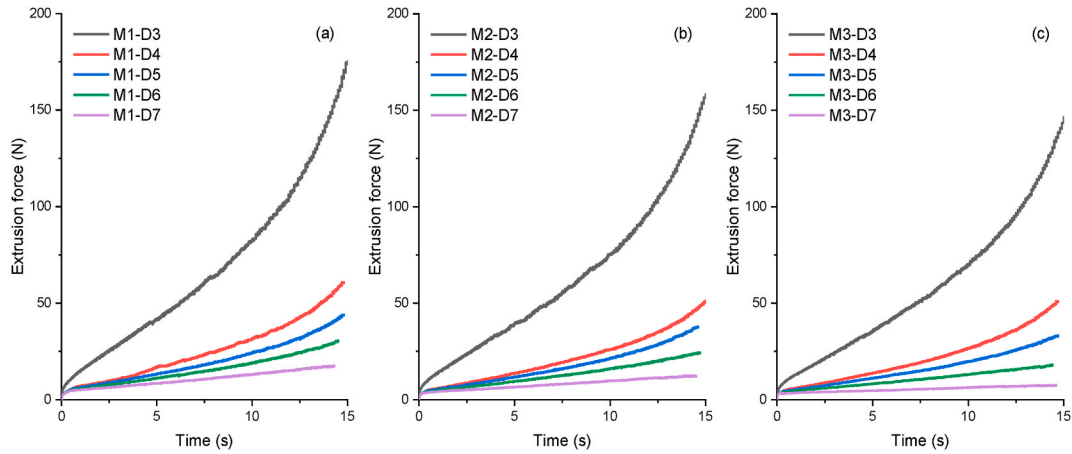 (a)
M1-D3
M1-D4
M1-D5
M1-D6
M1-D7
Extrusion force (N)
200
150
100
50
0
0 5 10 15
Time (s)
(b)
M2-D3
M2-D4
M2-D5
M2-D6
M2-D7
Extrusion force (N)
200
150
100
50
0
0 5 10 15
Time (s)
(c)
M3-D3
M3-D4
M3-D5
M3-D6
M3-D7
Extrusion force (N)
200
150
100
50
0
0 5 10 15
Time (s)